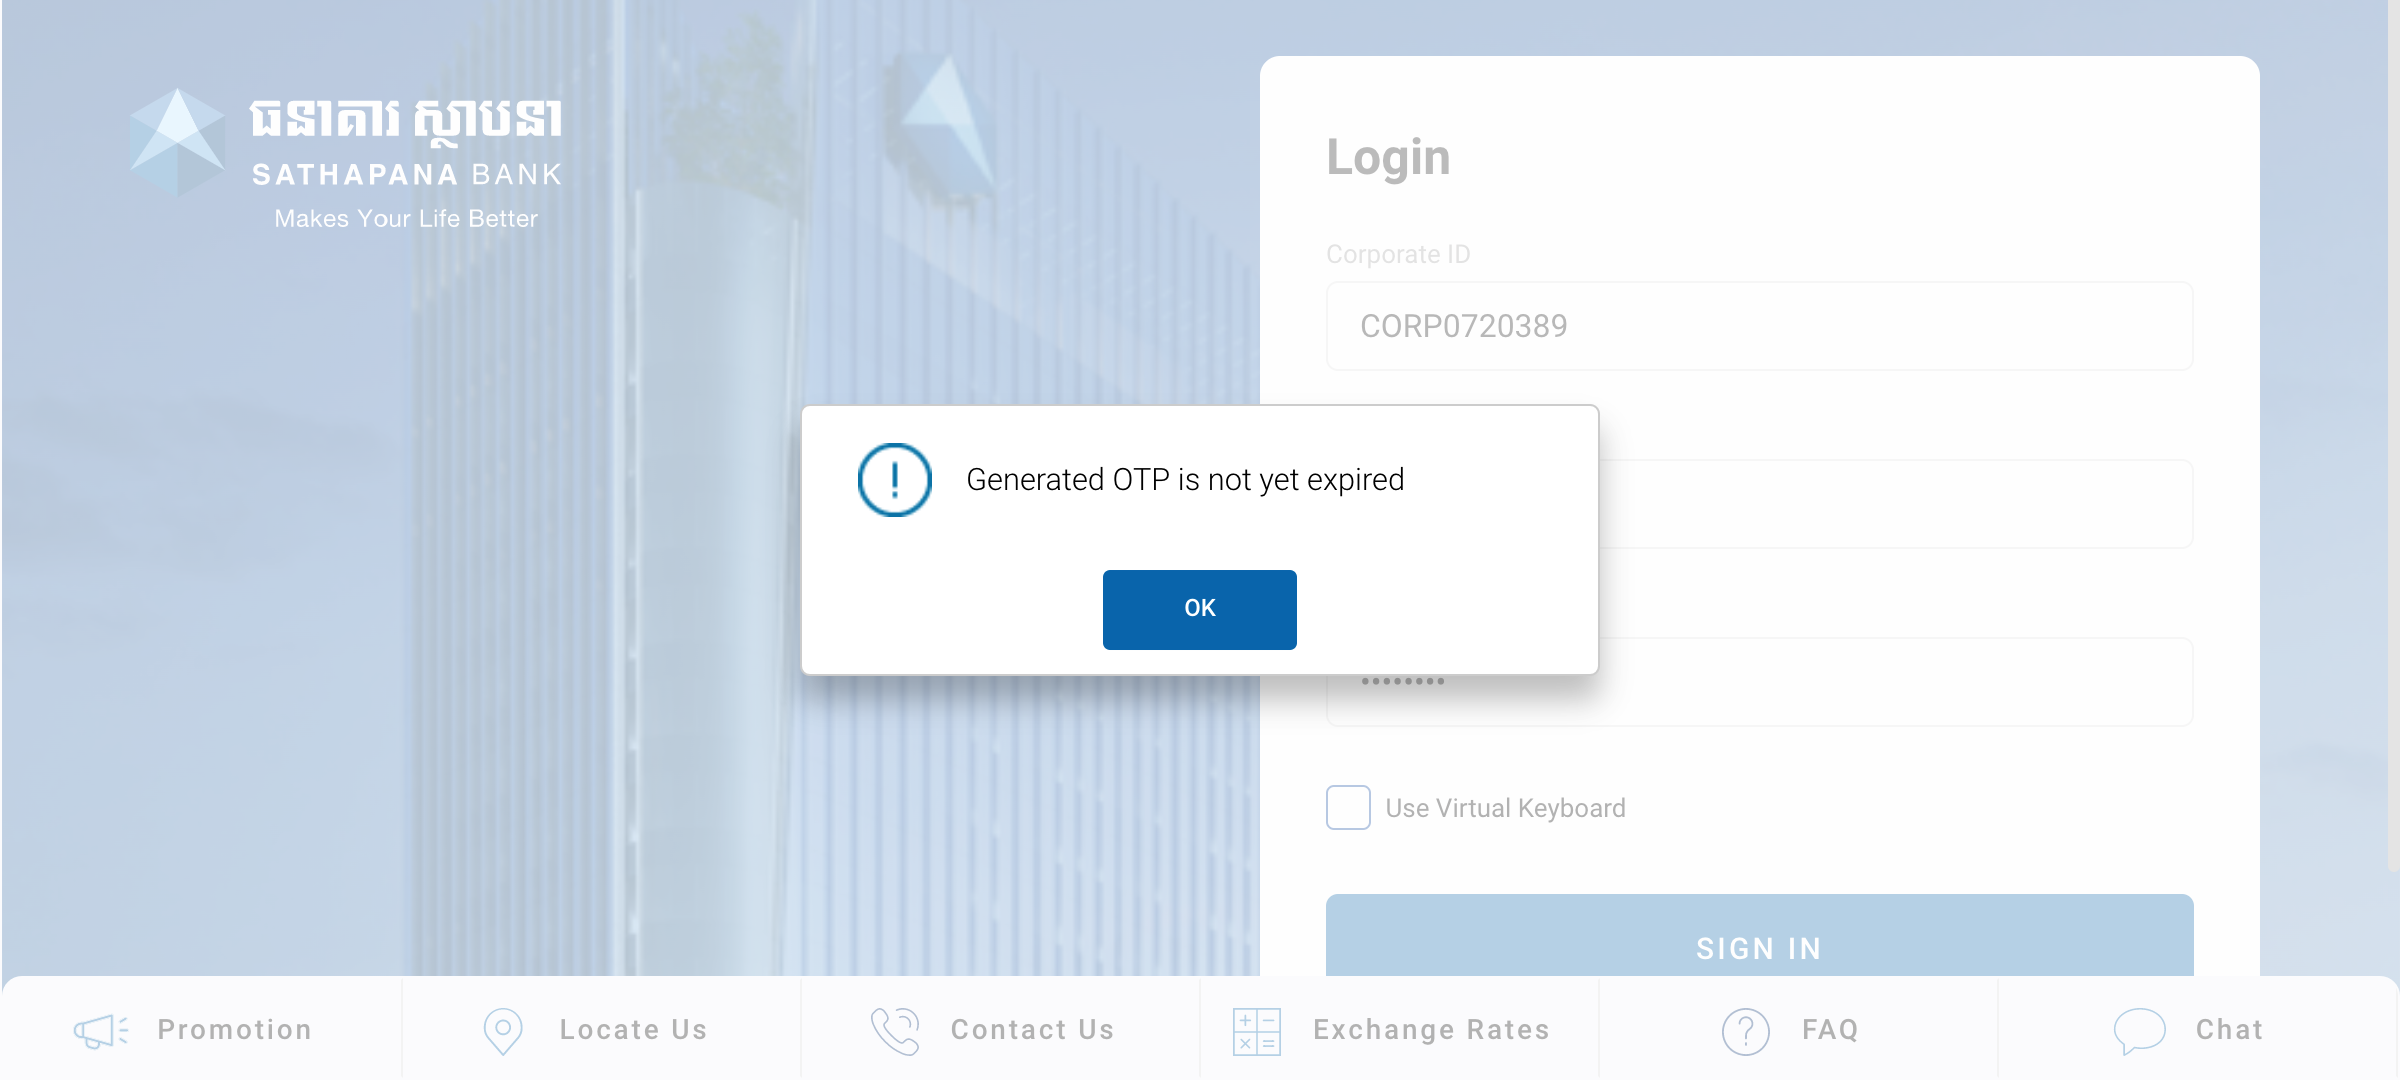 ធនាគារ ស្ថាបនា
SATHAPANA BANK
Makes Your Life Better
Login
Corporate ID
CORP0720389
Generated OTP is not yet expired
OK
••••••••
Use Virtual Keyboard
SIGN IN
Promotion
Locate Us
Contact Us
Exchange Rates
FAQ
Chat